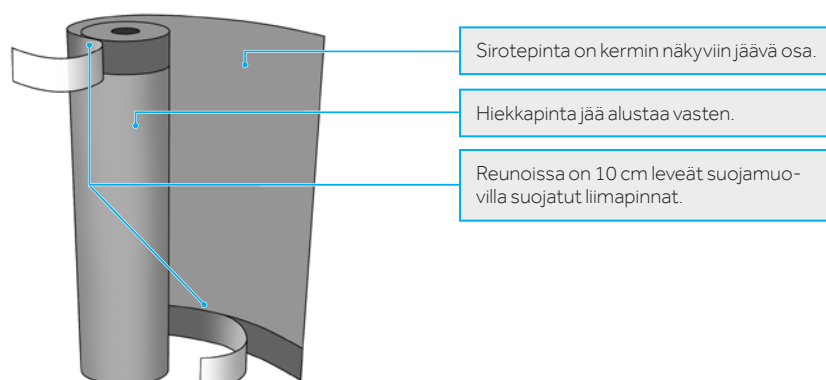 Sirotepinta on kermin näkyviin jäävä osa.
Hiekkapinta jää alustaa vasten.
Reunoissa on 10 cm leveät suojamuo-
villa suojatut liimapinnat.